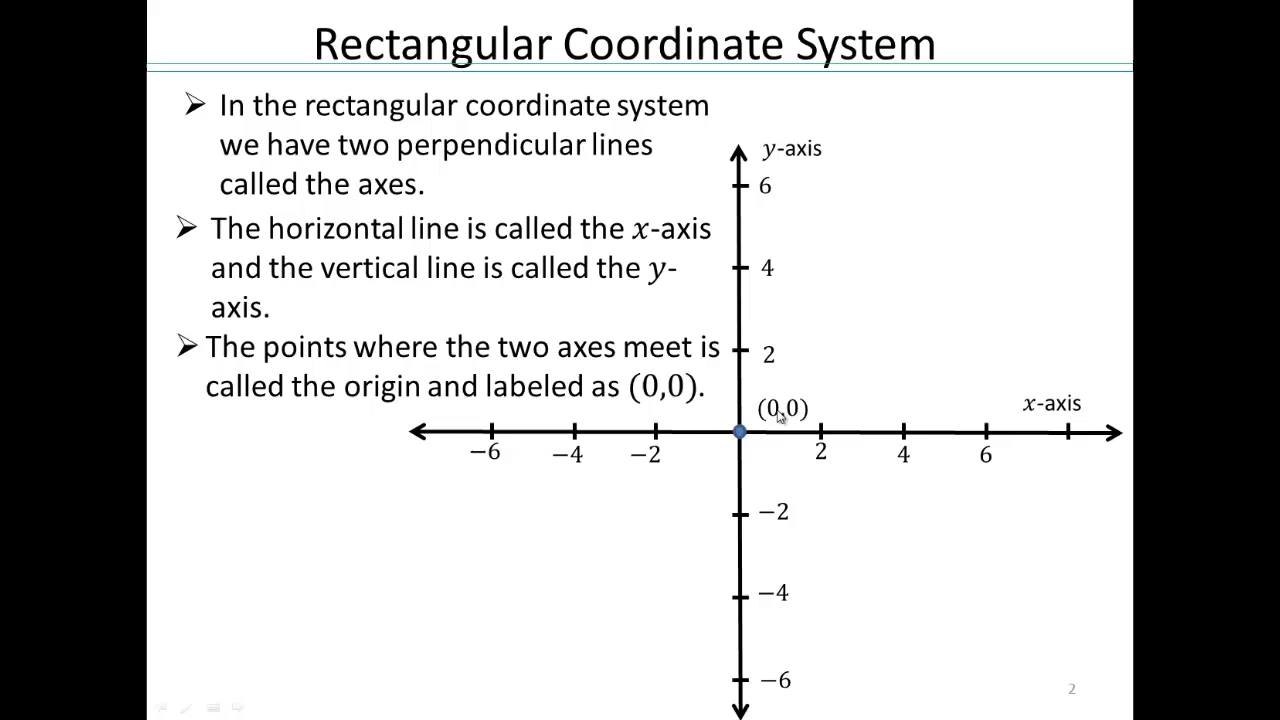 Rectangular Coordinate System
➢ In the rectangular coordinate system
we have two perpendicular lines
called the axes.
➢ The horizontal line is called the 𝑥-axis
and the vertical line is called the 𝑦-
axis.
➢ The points where the two axes meet is
called the origin and labeled as (0,0).
𝑦-axis
6
4
2
(0,0)
𝑥-axis
−6 −4 −2 2 4 6
−2
−4
−6
2